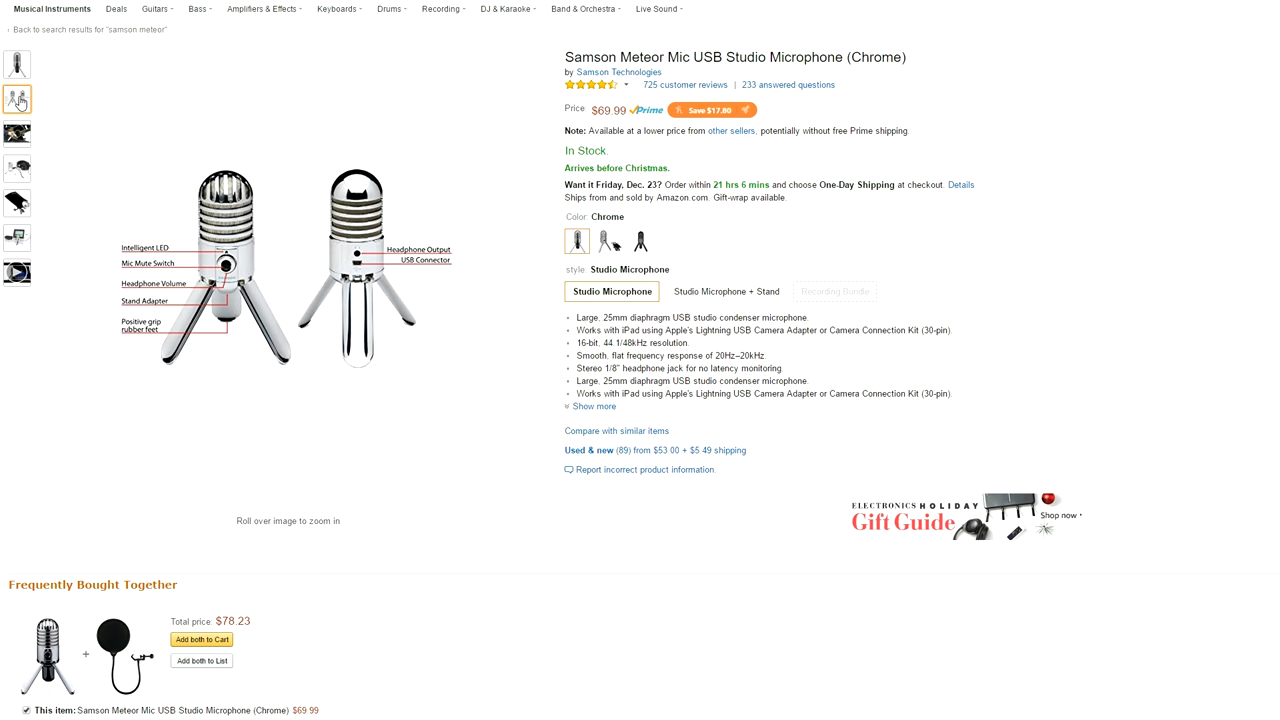 Musical Instruments Deals Guitars Bass Amplifiers & Effects Keyboards Drums Recording DJ & Karaoke Band & Orchestra Live Sound
‹ Back to search results for "samson meteor"
Samson Meteor Mic USB Studio Microphone (Chrome)
by Samson Technologies
725 customer reviews | 233 answered questions
Price: $69.99 Prime Save $17.80
Note: Available at a lower price from other sellers, potentially without free Prime shipping.
In Stock.
Arrives before Christmas.
Want it Friday, Dec. 23? Order within 21 hrs 6 mins and choose One-Day Shipping at checkout. Details
Ships from and sold by Amazon.com. Gift-wrap available.
Color: Chrome
style: Studio Microphone
Studio Microphone Studio Microphone + Stand Recording Bundle
• Large, 25mm diaphragm USB studio condenser microphone.
• Works with iPad using Apple's Lightning USB Camera Adapter or Camera Connection Kit (30-pin).
• 16-bit, 44.1/48kHz resolution.
• Smooth, flat frequency response of 20Hz–20kHz.
• Stereo 1/8" headphone jack for no latency monitoring.
• Large, 25mm diaphragm USB studio condenser microphone.
• Works with iPad using Apple's Lightning USB Camera Adapter or Camera Connection Kit (30-pin).
Show more
Compare with similar items
Used & new (89) from $53.00 + $5.49 shipping
Report incorrect product information.
Intelligent LED
Mic Mute Switch
Headphone Volume
Stand Adapter
Positive grip
rubber feet
Headphone Output
USB Connector
Roll over image to zoom in
ELECTRONICS HOLIDAY
Gift Guide
Shop now
Frequently Bought Together
+
Total price: $78.23
Add both to Cart
Add both to List
This item: Samson Meteor Mic USB Studio Microphone (Chrome) $69.99